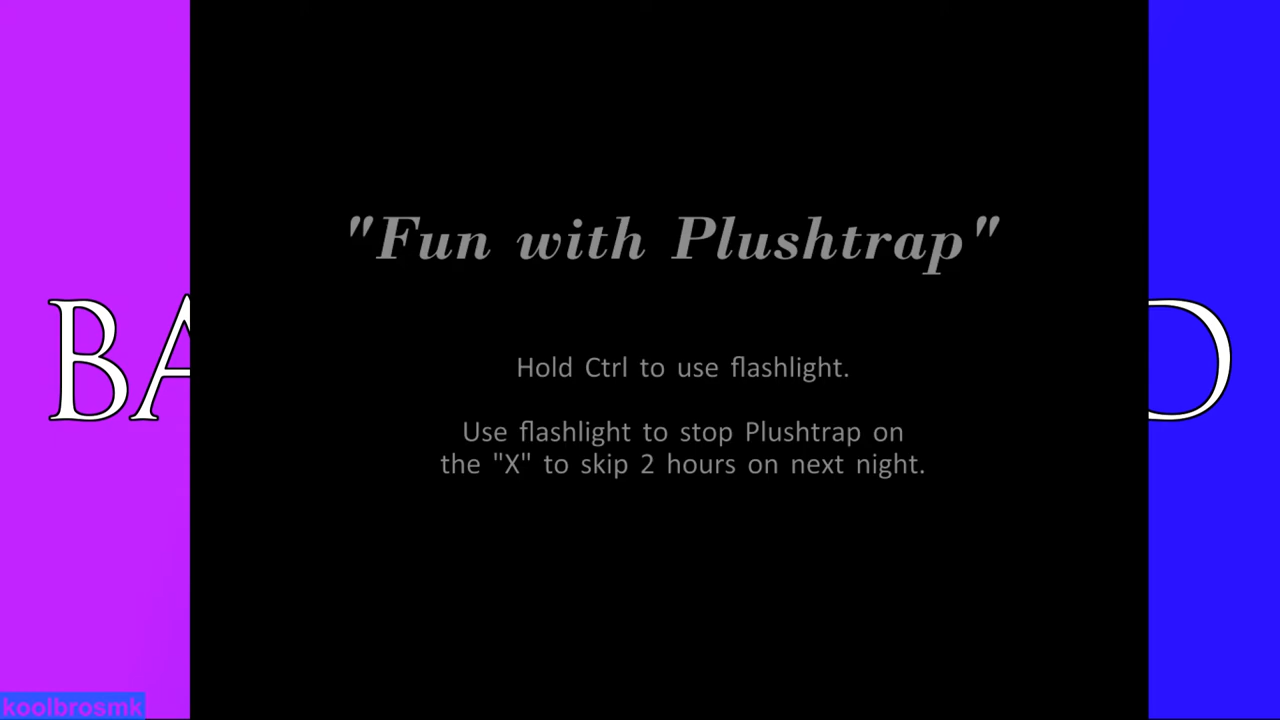 "Fun with Plushtrap"
BA
D
Hold Ctrl to use flashlight.
Use flashlight to stop Plushtrap on
the "X" to skip 2 hours on next night.
koolbrosmk